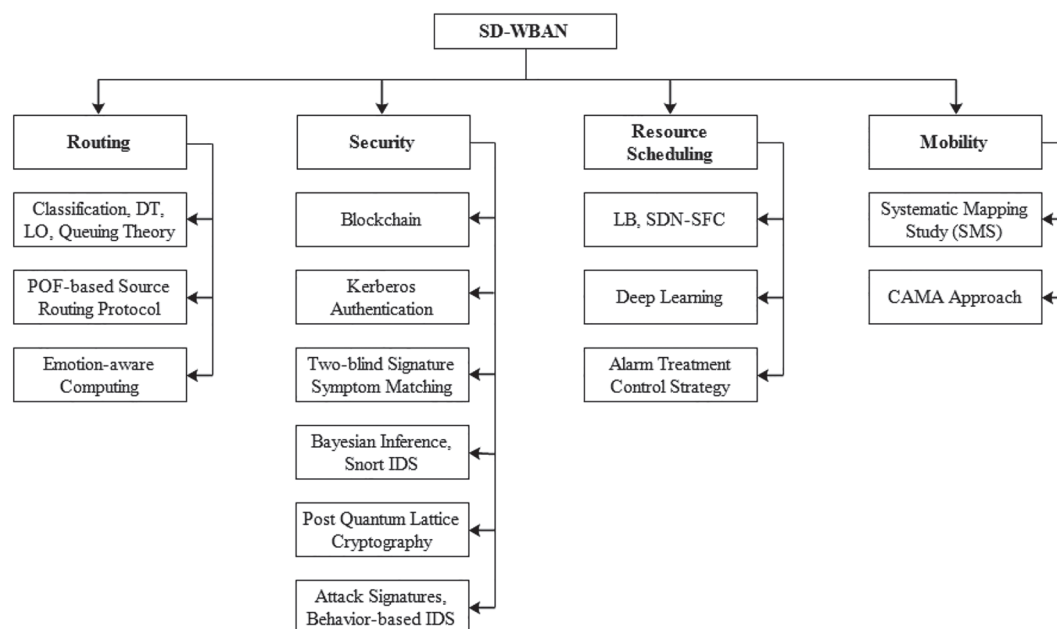 SD-WBAN
Routing
Classification, DT,
LO, Queuing Theory
POF-based Source
Routing Protocol
Emotion-aware
Computing
Security
Blockchain
Kerberos
Authentication
Two-blind Signature
Symptom Matching
Bayesian Inference,
Snort IDS
Post Quantum Lattice
Cryptography
Attack Signatures,
Behavior-based IDS
Resource
Scheduling
LB, SDN-SFC
Deep Learning
Alarm Treatment
Control Strategy
Mobility
Systematic Mapping
Study (SMS)
CAMA Approach